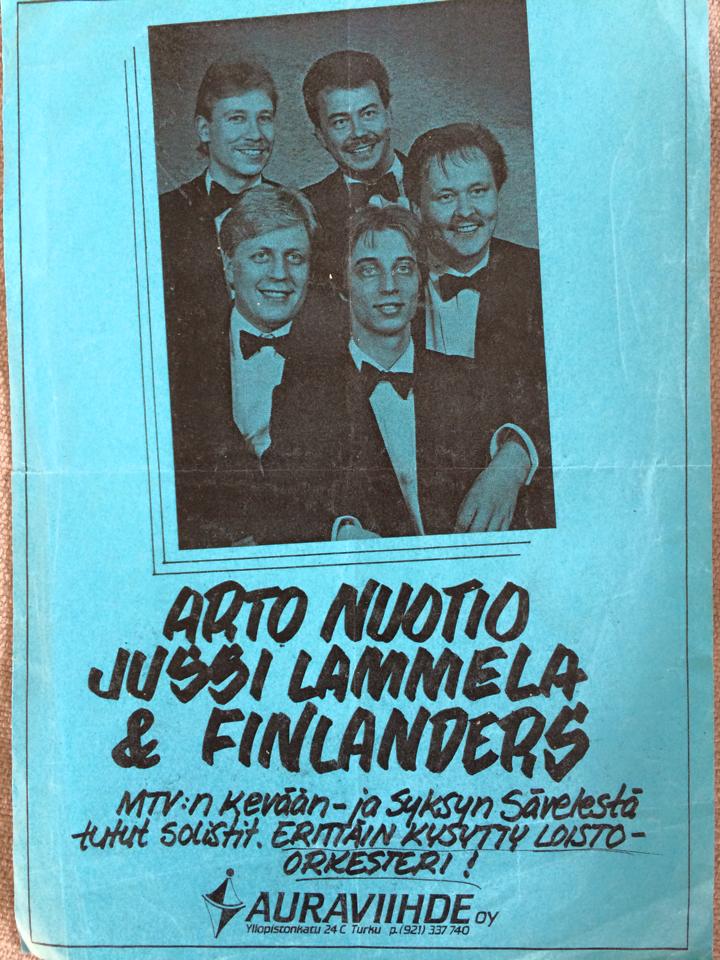 ARTO NUOTIO
JUSSI LAMMELA
& FINLANDERS
MTV:n Kevään- ja Syksyn Sävelestä
tutut solistit. ERITTÄIN KYSYTTY LOISTO-
ORKESTERI!
AURAVIIHDE OY
Yliopistonkatu 24 C Turku p.(921) 337 740